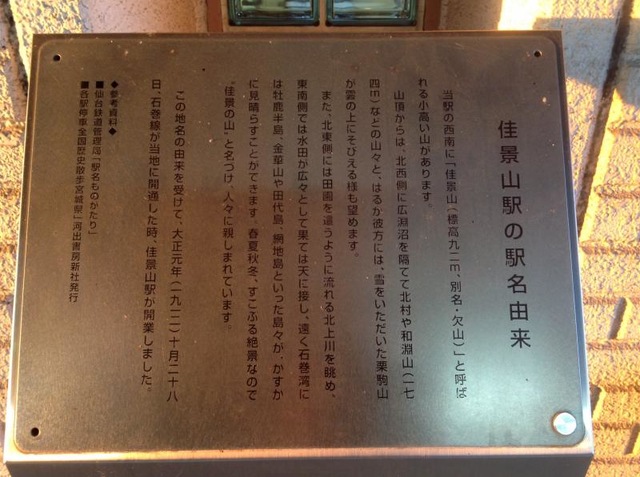 佳景山駅の駅名由来
当駅の西南に「佳景山（標高九二ｍ、別名・欠山）」と呼ば
れる小高い山があります。
山頂からは、北西側に広淵沼を隔てて北村や和淵山（一七
四ｍ）などの山々と、はるか彼方には、雪をいただいた栗駒山
が雲の上にそびえる様も望めます。
また、北東側には田園を這うように流れる北上川を眺め、
東南側では水田が広々として果ては天に接し、遠く石巻湾に
は牡鹿半島、金華山や田代島、網地島といった島々が、かすか
に見晴らすことができます。春夏秋冬、すこぶる絶景なので
“佳景の山”と名づけ、人々に親しまれています。
この地名の由来を受けて、大正元年（一九一二）十月二十八
日、石巻線が当地に開通した時、佳景山駅が開業しました。
◆参考資料◆
■仙台鉄道管理局「駅名ものがたり」
■各駅停車全国歴史散歩宮城県」河出書房新社発行